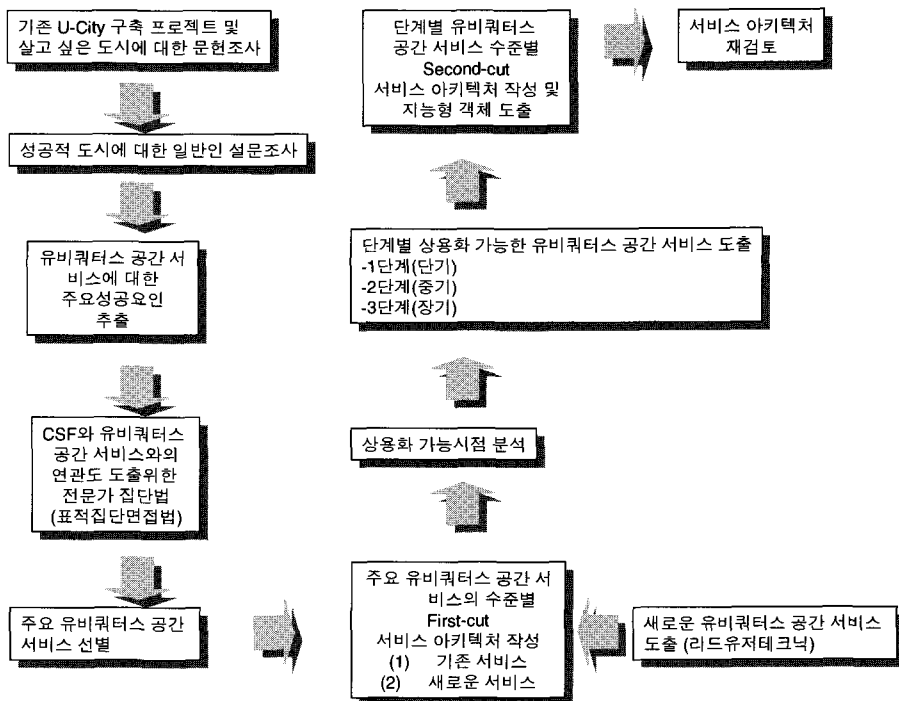 기존 U-City 구축 프로젝트 및
살고 싶은 도시에 대한 문헌조사
성공적 도시에 대한 일반인 설문조사
유비쿼터스 공간 서
비스에 대한
주요성공요인
추출
CSF와 유비쿼터스
공간 서비스와의
연관도 도출위한
전문가 집단법
(표적집단면접법)
주요 유비쿼터스 공간
서비스 선별
주요 유비쿼터스 공간 서
비스의 수준별
First-cut
서비스 아키텍처 작성
(1) 기존 서비스
(2) 새로운 서비스
새로운 유비쿼터스 공간 서비스
도출 (리드유저테크닉)
상용화 가능시점 분석
단계별 상용화 가능한 유비쿼터스 공간 서비스 도출
-1단계(단기)
-2단계(중기)
-3단계(장기)
단계별 유비쿼터스
공간 서비스 수준별
Second-cut
서비스 아키텍처 작성 및
지능형 객체 도출
서비스 아키텍처
재검토